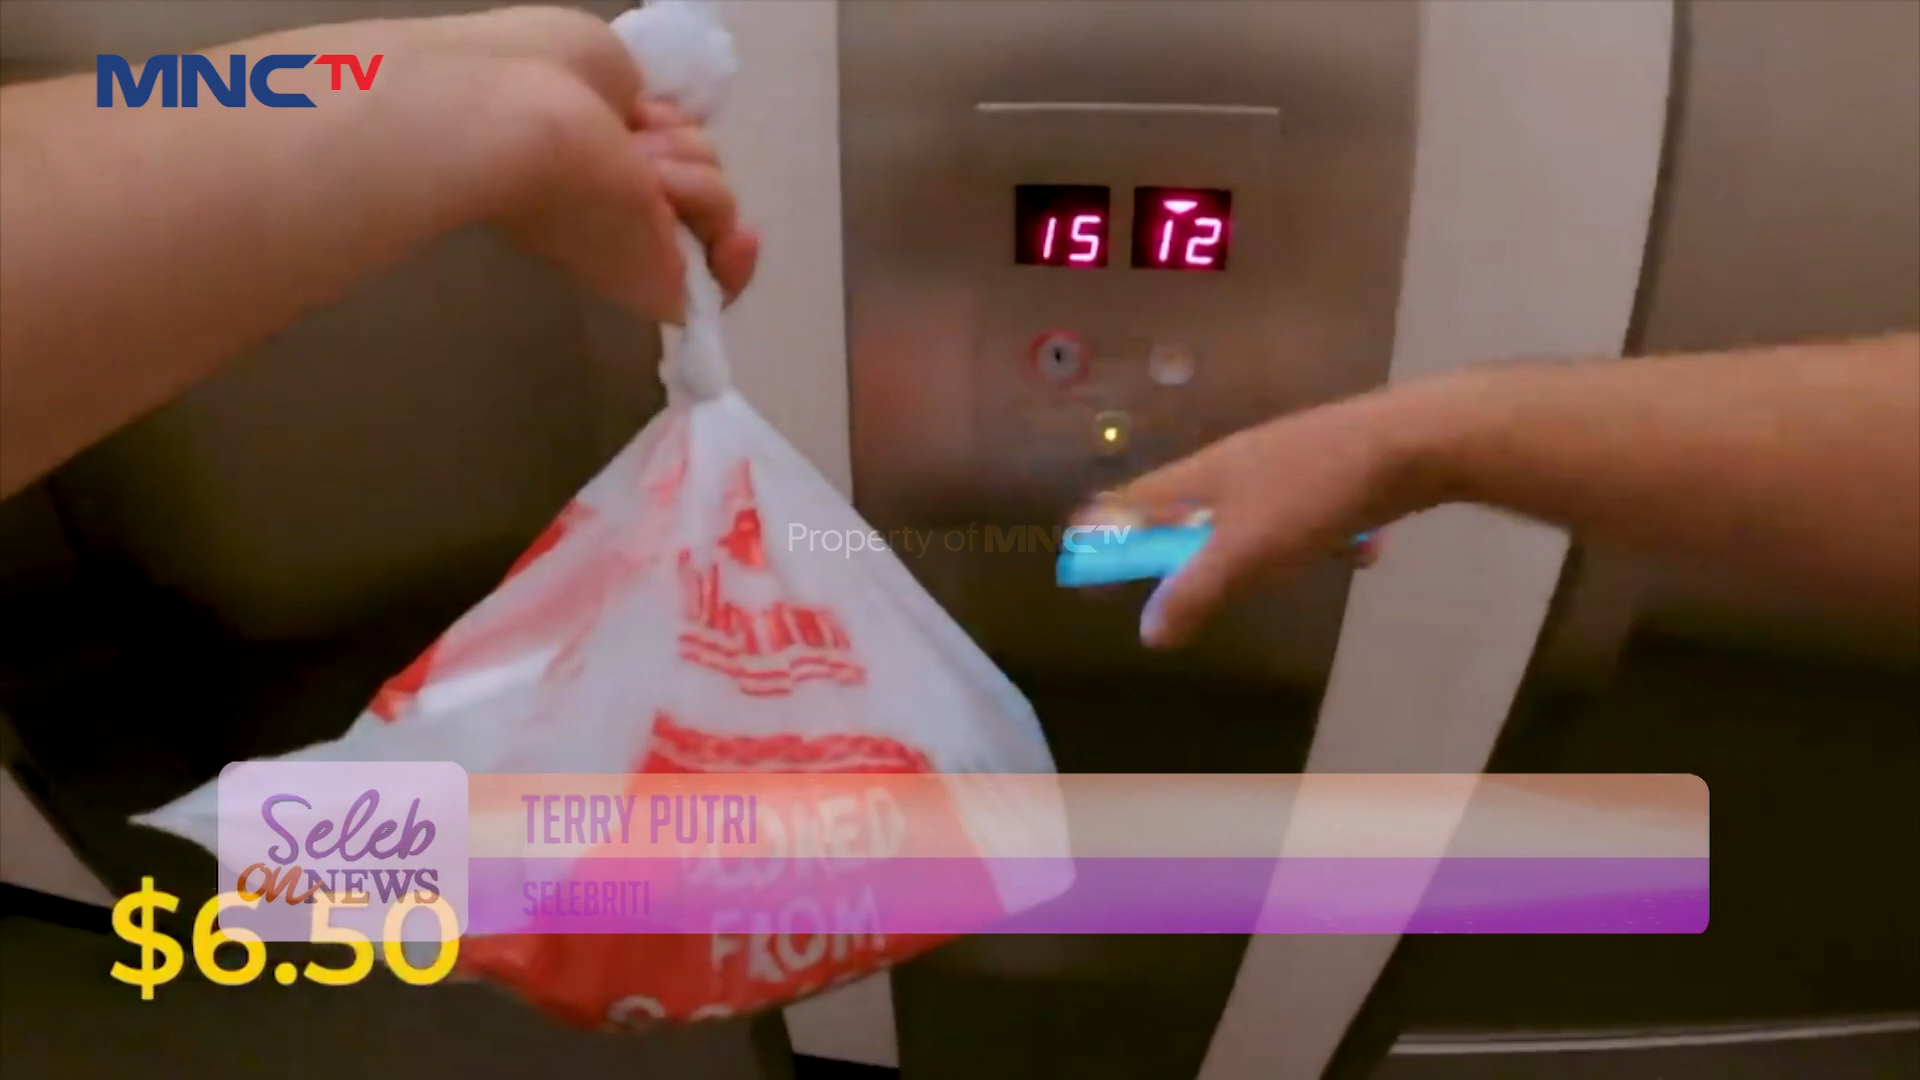 MNCTV
15 12
Property of MNCTV
TERRY PUTRI
FROM
Seleb
on NEWS
SELEBRITI
$6.50